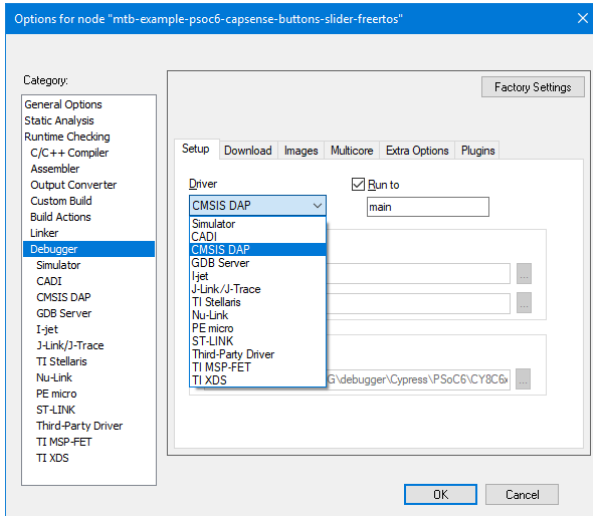 Options for node "mtb-example-psoc6-capsense-buttons-slider-freertos"
Category:
General Options
Static Analysis
Runtime Checking
C/C++ Compiler
Assembler
Output Converter
Custom Build
Build Actions
Linker
Debugger
Simulator
CADI
CMSIS DAP
GDB Server
I-jet
J-Link/J-Trace
TI Stellaris
Nu-Link
PE micro
ST-LINK
Third-Party Driver
TI MSP-FET
TI XDS
Factory Settings
Setup Download Images Multicore Extra Options Plugins
Driver
Run to
CMSIS DAP
main
Simulator
CADI
CMSIS DAP
GDB Server
I-jet
J-Link/J-Trace
TI Stellaris
Nu-Link
PE micro
ST-LINK
Third-Party Driver
TI MSP-FET
TI XDS
...
...
G\debugger\Cypress\PSoC6\CY8C6
...
OK Cancel